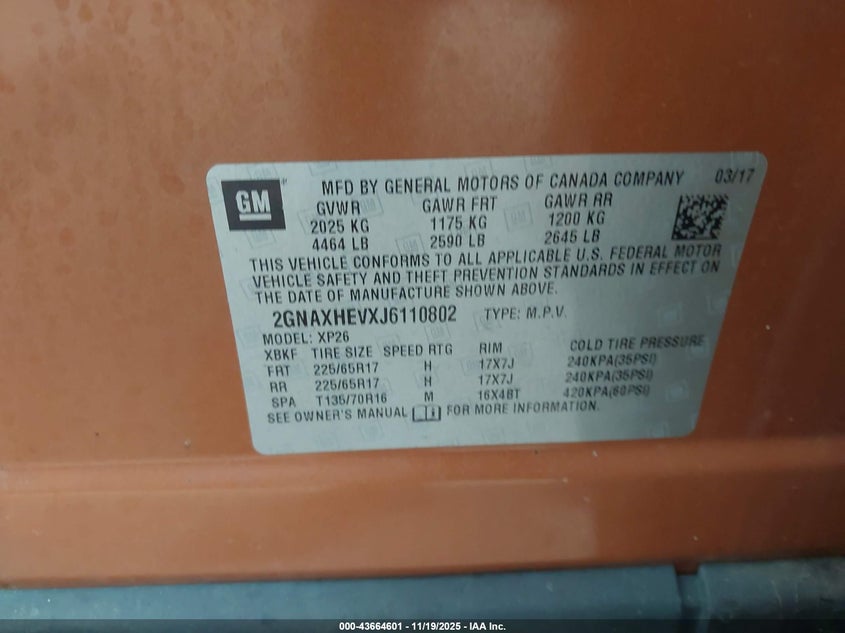 GM
MFD BY GENERAL MOTORS OF CANADA COMPANY 03/17
GVWR GAWR FRT GAWR RR
2025 KG 1175 KG 1200 KG
4464 LB 2590 LB 2645 LB
THIS VEHICLE CONFORMS TO ALL APPLICABLE U.S. FEDERAL MOTOR
VEHICLE SAFETY AND THEFT PREVENTION STANDARDS IN EFFECT ON
THE DATE OF MANUFACTURE SHOWN ABOVE.
2GNAXHEVXJ6110802 TYPE: M.P.V.
MODEL: XP26
XBKF TIRE SIZE SPEED RTG RIM COLD TIRE PRESSURE
FRT 225/65R17 H 17X7J 240KPA(35PSI)
RR 225/65R17 H 17X7J 240KPA(35PSI)
SPA T135/70R16 M 16X4BT 420KPA(60PSI)
SEE OWNER'S MANUAL FOR MORE INFORMATION.
000-43664601 - 11/19/2025 - IAA Inc.